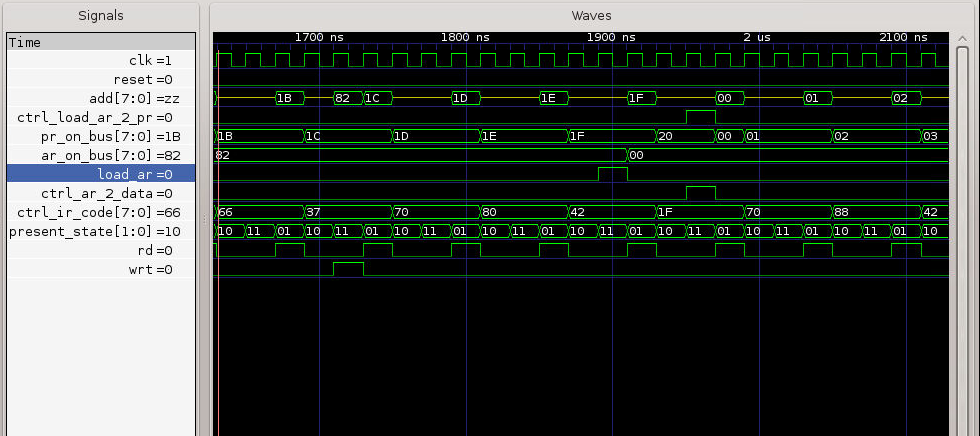 Signals
Waves
Time
1700 ns 1800 ns 1900 ns 2 us 2100 ns
clk =1
reset =0
add[7:0] =zz 1B 82 1C 1D 1E 1F 00 01 02
ctrl_load_ar_2_pr =0
pr_on_bus[7:0] =1B 1B 1C 1D 1E 1F 20 00 01 02 03
ar_on_bus[7:0] =82 82 00
load_ar =0
ctrl_ar_2_data =0
ctrl_ir_code[7:0] =66 66 37 70 80 42 1F 70 88 42
present_state[1:0] =10 10 11 01 10 11 01 10 11 01 10 11 01 10 11 01 10 11 01 10 11 01 10 11 01 10
rd =0
wrt =0